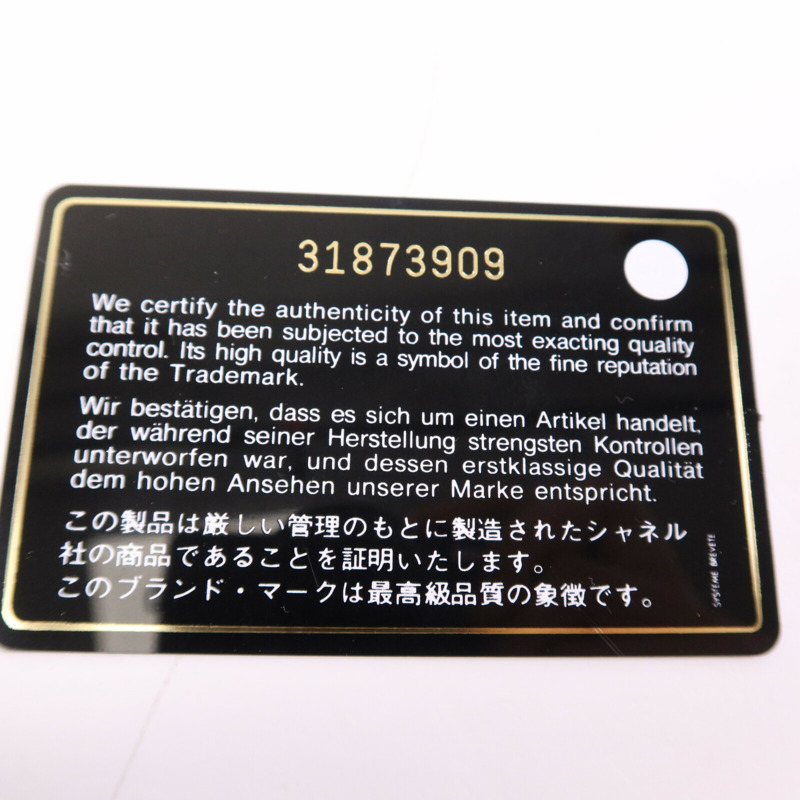 31873909
We certify the authenticity of this item and confirm
that it has been subjected to the most exacting quality
control. Its high quality is a symbol of the fine reputation
of the Trademark.
Wir bestätigen, dass es sich um einen Artikel handelt,
der während seiner Herstellung strengsten Kontrollen
unterworfen war, und dessen erstklassige Qualität
dem hohen Ansehen unserer Marke entspricht.
この製品は厳しい管理のもとに製造されたシャネル
社の商品であることを証明いたします。
このブランド・マークは最高級品質の象徴です。
SYSTEME BREVETE